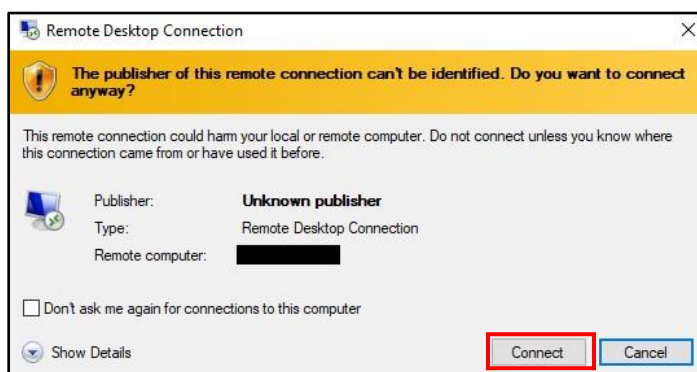 Remote Desktop Connection
The publisher of this remote connection can't be identified. Do you want to connect
anyway?
This remote connection could harm your local or remote computer. Do not connect unless you know where
this connection came from or have used it before.
Publisher: Unknown publisher
Type: Remote Desktop Connection
Remote computer:
Don't ask me again for connections to this computer
Show Details Connect Cancel